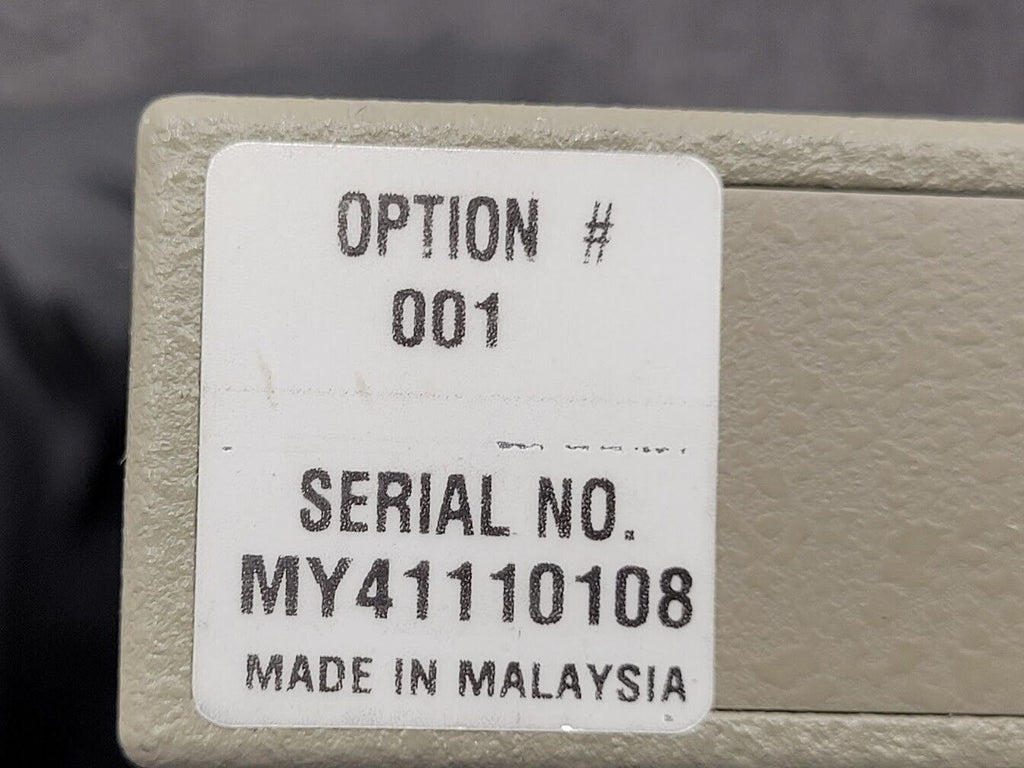 OPTION #
001
SERIAL NO.
MY41110108
MADE IN MALAYSIA